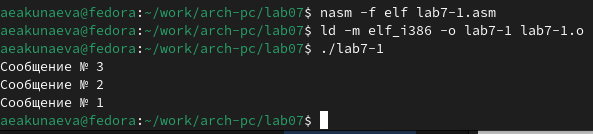 aeakunaeva@fedora:~/work/arch-pc/lab07$ nasm -f elf lab7-1.asm
aeakunaeva@fedora:~/work/arch-pc/lab07$ ld -m elf_i386 -o lab7-1 lab7-1.o
aeakunaeva@fedora:~/work/arch-pc/lab07$ ./lab7-1
Сообщение № 3
Сообщение № 2
Сообщение № 1
aeakunaeva@fedora:~/work/arch-pc/lab07$